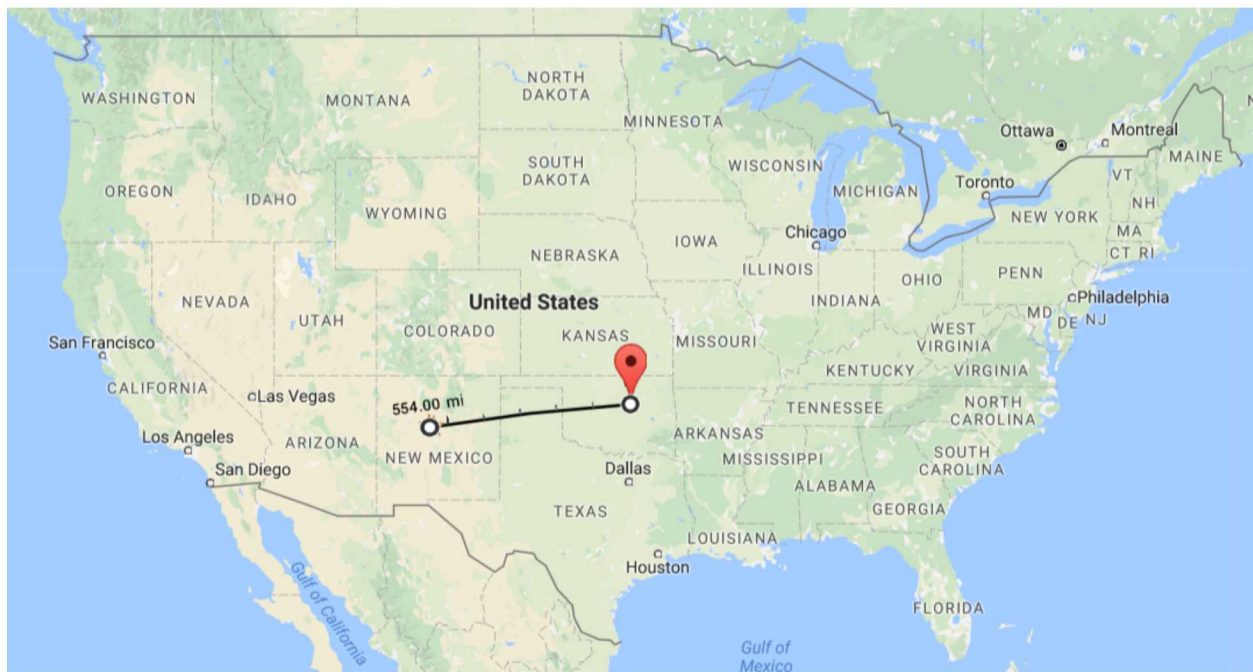 WASHINGTON
MONTANA
NORTH
DAKOTA
MINNESOTA
Ottawa
Montreal
MAINE
OREGON
IDAHO
SOUTH
DAKOTA
WISCONSIN
MICHIGAN
Toronto
VT
NH
WYOMING
NEW YORK
MA
CT RI
IOWA
Chicago
NEBRASKA
ILLINOIS
INDIANA
OHIO
PENN
NEVADA
UTAH
United States
COLORADO
KANSAS
MISSOURI
WEST
VIRGINIA
MD
DE
NJ
Philadelphia
San Francisco
CALIFORNIA
Las Vegas
KENTUCKY
VIRGINIA
554.00 mi
TENNESSEE
NORTH
CAROLINA
Los Angeles
ARIZONA
NEW MEXICO
ARKANSAS
MISSISSIPPI
SOUTH
CAROLINA
San Diego
Dallas
ALABAMA
GEORGIA
TEXAS
LOUISIANA
Houston
Gulf of California
FLORIDA
Gulf of
Mexico